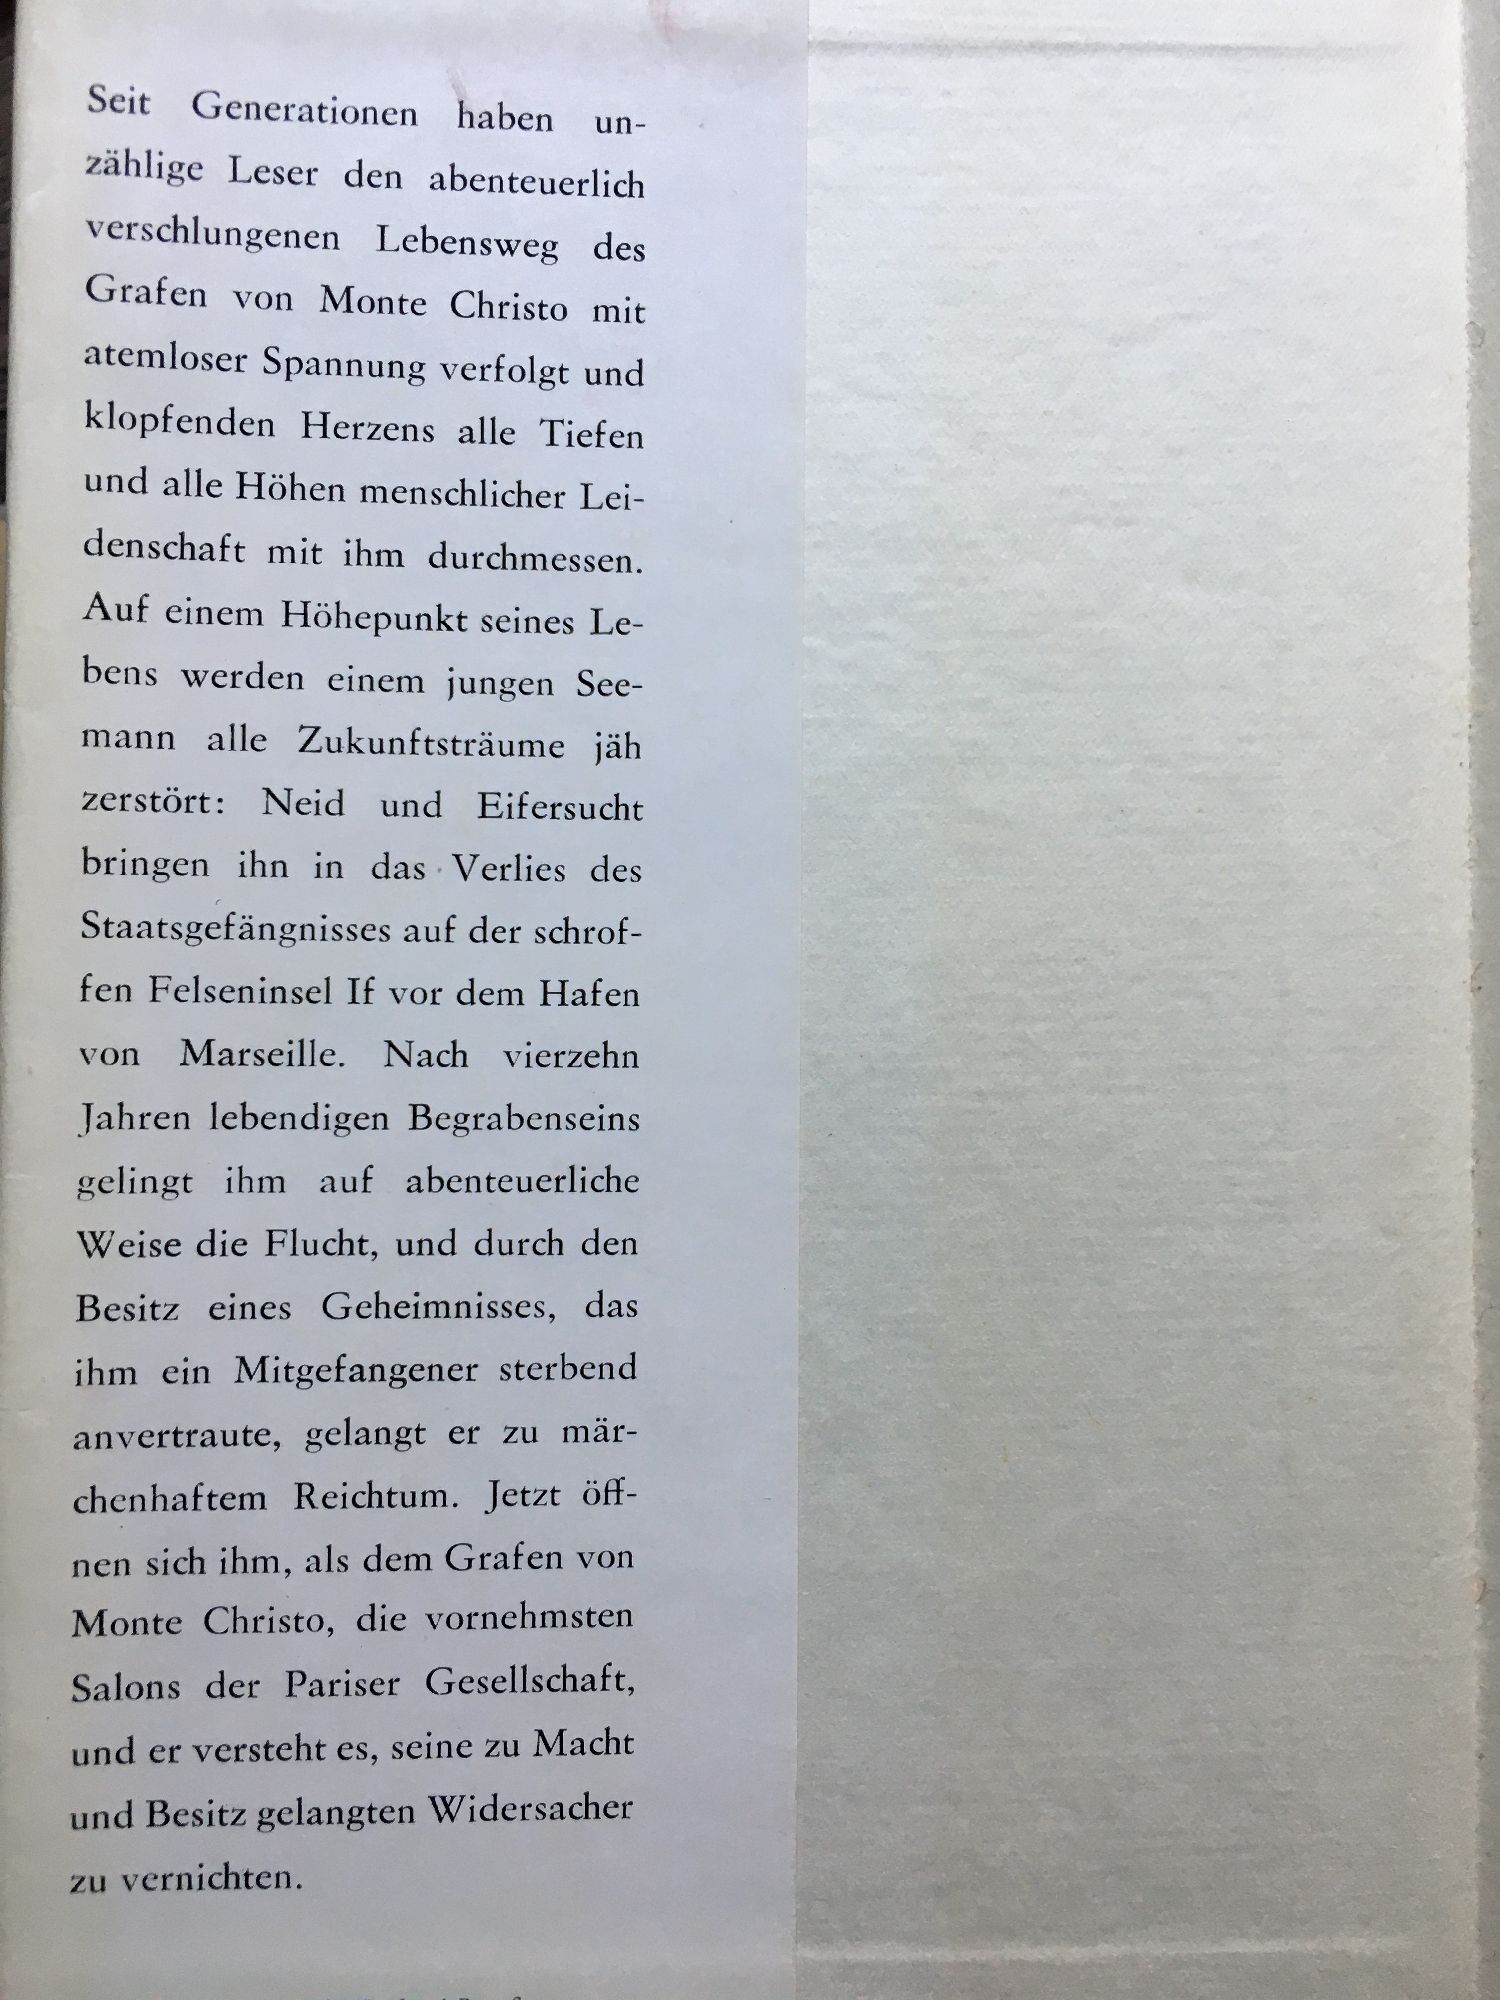 Seit Generationen haben un-
zählige Leser den abenteuerlich
verschlungenen Lebensweg des
Grafen von Monte Christo mit
atemloser Spannung verfolgt und
klopfenden Herzens alle Tiefen
und alle Höhen menschlicher Lei-
denschaft mit ihm durchmessen.
Auf einem Höhepunkt seines Le-
bens werden einem jungen See-
mann alle Zukunftsträume jäh
zerstört: Neid und Eifersucht
bringen ihn in das Verlies des
Staatsgefängnisses auf der schrof-
fen Felseninsel If vor dem Hafen
von Marseille. Nach vierzehn
Jahren lebendigen Begrabenseins
gelingt ihm auf abenteuerliche
Weise die Flucht, und durch den
Besitz eines Geheimnisses, das
ihm ein Mitgefangener sterbend
anvertraute, gelangt er zu mär-
chenhaftem Reichtum. Jetzt öff-
nen sich ihm, als dem Grafen von
Monte Christo, die vornehmsten
Salons der Pariser Gesellschaft,
und er versteht es, seine zu Macht
und Besitz gelangten Widersacher
zu vernichten.